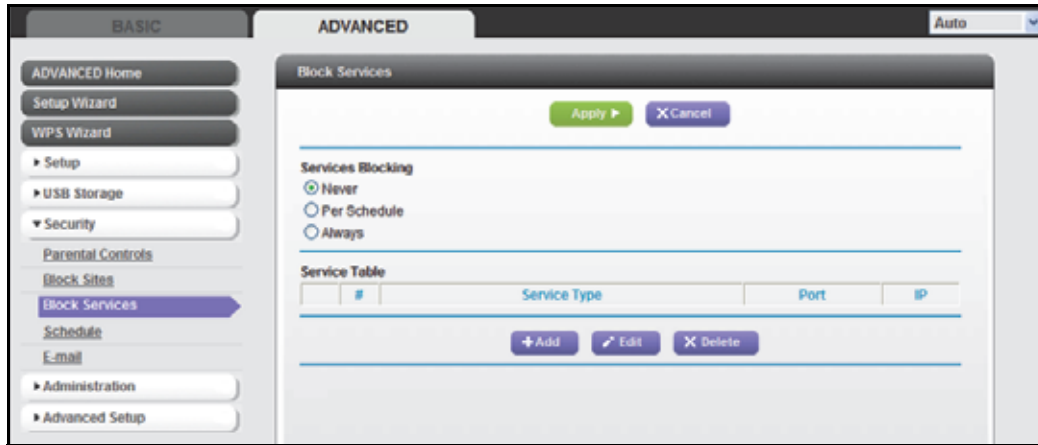 BASIC
ADVANCED
Auto
ADVANCED Home
Setup Wizard
WPS Wizard
Setup
USB Storage
Security
Parental Controls
Block Sites
Block Services
Schedule
E-mail
Administration
Advanced Setup
Block Services
Apply
Cancel
Services Blocking
Never
Per Schedule
Always
Service Table
# Service Type Port IP
Add Edit Delete